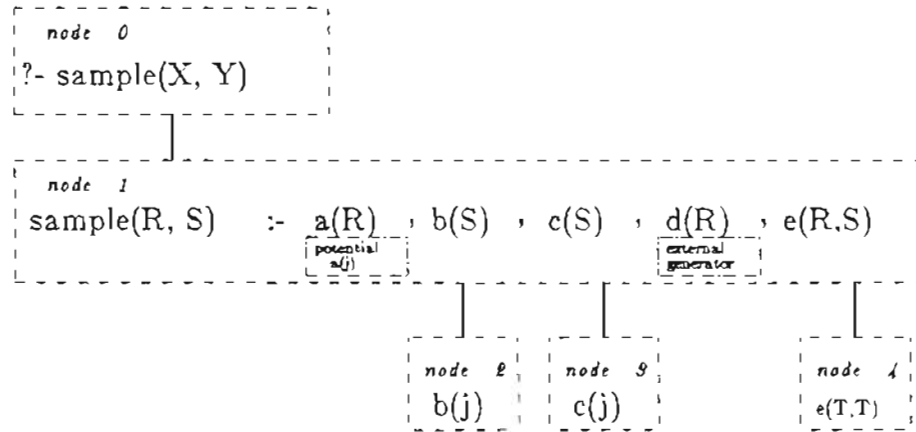 node 0
?- sample(X, Y)
node 1
sample(R, S) :- a(R) , b(S) , c(S) , d(R) , e(R,S)
potential
a(j)
external
generator
node 2
b(j)
node 3
c(j)
node 4
e(T,T)